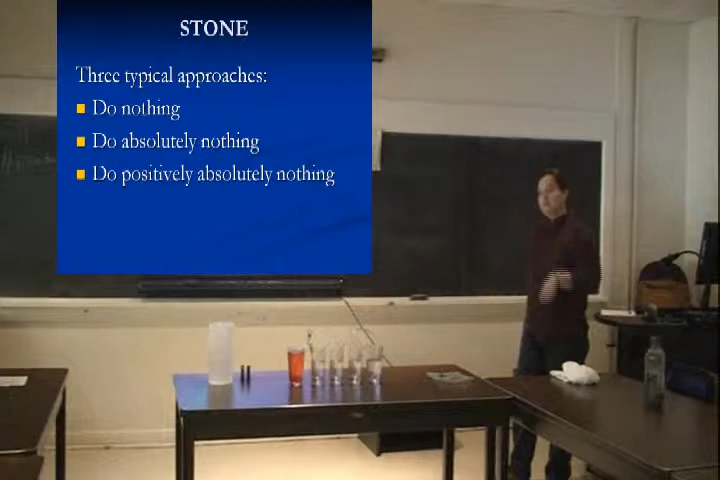 STONE
Three typical approaches:
Do nothing
Do absolutely nothing
Do positively absolutely nothing